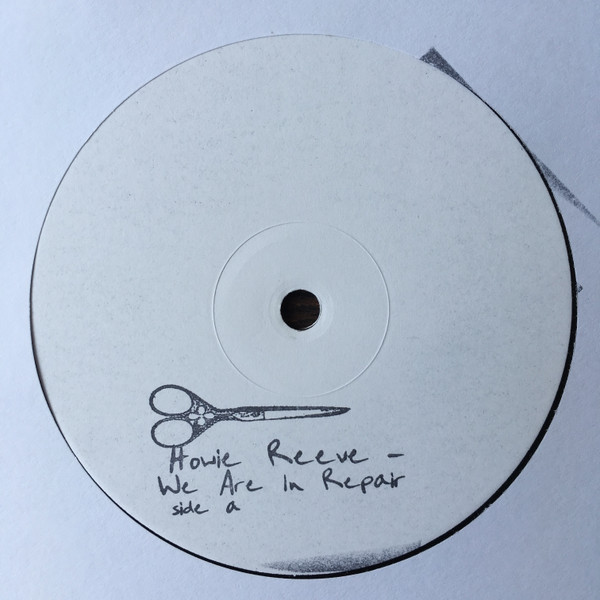 Howie Reeve -
We Are In Repair
side a